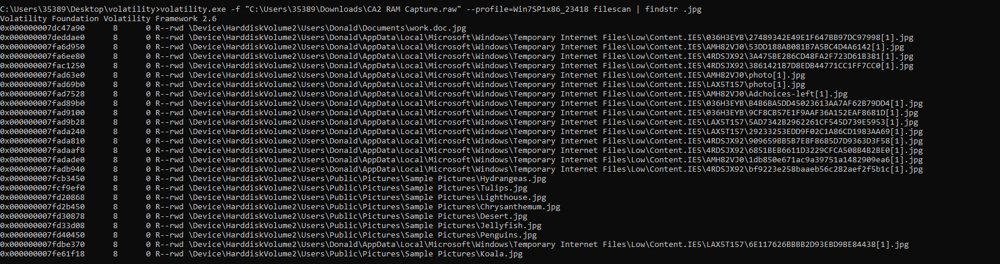 C:\Users\35389\Desktop\volatility>volatility.exe -f "C:\Users\35389\Downloads\CA2 RAM Capture.raw" --profile=Win7SP1x86_23418 filescan | findstr .jpg
Volatility Foundation Volatility Framework 2.6
0x000000007dc47a90      8      0 R--rwd \Device\HarddiskVolume2\Users\Donald\Documents\work.doc.jpg
0x000000007deddae0      8      0 R--rwd \Device\HarddiskVolume2\Users\Donald\AppData\Local\Microsoft\Windows\Temporary Internet Files\Low\Content.IE5\036H3EYB\27489342E49E1F647BB97DC97998[1].jpg
0x000000007fa6d950      8      0 R--rwd \Device\HarddiskVolume2\Users\Donald\AppData\Local\Microsoft\Windows\Temporary Internet Files\Low\Content.IE5\AMH82VJ0\53DD188AB081B7A5BC4D4A6142[1].jpg
0x000000007fa6ee80      8      0 R--rwd \Device\HarddiskVolume2\Users\Donald\AppData\Local\Microsoft\Windows\Temporary Internet Files\Low\Content.IE5\4RDSJX92\3A475BE286CD48FA2F723D61B381[1].jpg
0x000000007fac1250      8      0 R--rwd \Device\HarddiskVolume2\Users\Donald\AppData\Local\Microsoft\Windows\Temporary Internet Files\Low\Content.IE5\4RDSJX92\3861421B7D8EDB44771CC1FF7CC0[1].jpg
0x000000007fad63e0      8      0 R--rwd \Device\HarddiskVolume2\Users\Donald\AppData\Local\Microsoft\Windows\Temporary Internet Files\Low\Content.IE5\AMH82VJ0\photo[1].jpg
0x000000007fad69b0      8      0 R--rwd \Device\HarddiskVolume2\Users\Donald\AppData\Local\Microsoft\Windows\Temporary Internet Files\Low\Content.IE5\LAX5T157\photo[1].jpg
0x000000007fad7528      8      0 R--rwd \Device\HarddiskVolume2\Users\Donald\AppData\Local\Microsoft\Windows\Temporary Internet Files\Low\Content.IE5\AMH82VJ0\Adchoices-left[1].jpg
0x000000007fad89b0      8      0 R--rwd \Device\HarddiskVolume2\Users\Donald\AppData\Local\Microsoft\Windows\Temporary Internet Files\Low\Content.IE5\036H3EYB\B4B6BA5DD45023613AA7AF62B79DD4[1].jpg
0x000000007fad9100      8      0 R--rwd \Device\HarddiskVolume2\Users\Donald\AppData\Local\Microsoft\Windows\Temporary Internet Files\Low\Content.IE5\036H3EYB\9CF8CB57E1F9AAF36A152EAF8681D[1].jpg
0x000000007fad9b28      8      0 R--rwd \Device\HarddiskVolume2\Users\Donald\AppData\Local\Microsoft\Windows\Temporary Internet Files\Low\Content.IE5\LAX5T157\5AD7342B2962261CF545D739E5953[1].jpg
0x000000007fada240      8      0 R--rwd \Device\HarddiskVolume2\Users\Donald\AppData\Local\Microsoft\Windows\Temporary Internet Files\Low\Content.IE5\LAX5T157\29233253EDD9F02C1A86CD1983AA69[1].jpg
0x000000007fada810      8      0 R--rwd \Device\HarddiskVolume2\Users\Donald\AppData\Local\Microsoft\Windows\Temporary Internet Files\Low\Content.IE5\4RDSJX92\909659BB5B7E8F8685D7D9363D3F58[1].jpg
0x000000007fadaaf8      8      0 R--rwd \Device\HarddiskVolume2\Users\Donald\AppData\Local\Microsoft\Windows\Temporary Internet Files\Low\Content.IE5\4RDSJX92\6851BEB6611D3229CFCA508B4B2BE0[1].jpg
0x000000007fadade0      8      0 R--rwd \Device\HarddiskVolume2\Users\Donald\AppData\Local\Microsoft\Windows\Temporary Internet Files\Low\Content.IE5\AMH82VJ0\1db850e671ac9a39751a1482909ea6[1].jpg
0x000000007fadb940      8      0 R--rwd \Device\HarddiskVolume2\Users\Donald\AppData\Local\Microsoft\Windows\Temporary Internet Files\Low\Content.IE5\4RDSJX92\bf9223e258baaeb56c282aef2f5b1c[1].jpg
0x000000007fcb3450      8      0 R--rwd \Device\HarddiskVolume2\Users\Public\Pictures\Sample Pictures\Hydrangeas.jpg
0x000000007fcf9ef0      8      0 R--rwd \Device\HarddiskVolume2\Users\Public\Pictures\Sample Pictures\Tulips.jpg
0x000000007fd20868      8      0 R--rwd \Device\HarddiskVolume2\Users\Public\Pictures\Sample Pictures\Lighthouse.jpg
0x000000007fd2b450      8      0 R--rwd \Device\HarddiskVolume2\Users\Public\Pictures\Sample Pictures\Chrysanthemum.jpg
0x000000007fd30878      8      0 R--rwd \Device\HarddiskVolume2\Users\Public\Pictures\Sample Pictures\Desert.jpg
0x000000007fd33d08      8      0 R--rwd \Device\HarddiskVolume2\Users\Public\Pictures\Sample Pictures\Jellyfish.jpg
0x000000007fd40450      8      0 R--rwd \Device\HarddiskVolume2\Users\Public\Pictures\Sample Pictures\Penguins.jpg
0x000000007fdbe370      8      0 R--rwd \Device\HarddiskVolume2\Users\Donald\AppData\Local\Microsoft\Windows\Temporary Internet Files\Low\Content.IE5\LAX5T157\6E117626BBBB2D93EBD9BE84438[1].jpg
0x000000007fe61f18      8      0 R--rwd \Device\HarddiskVolume2\Users\Public\Pictures\Sample Pictures\Koala.jpg